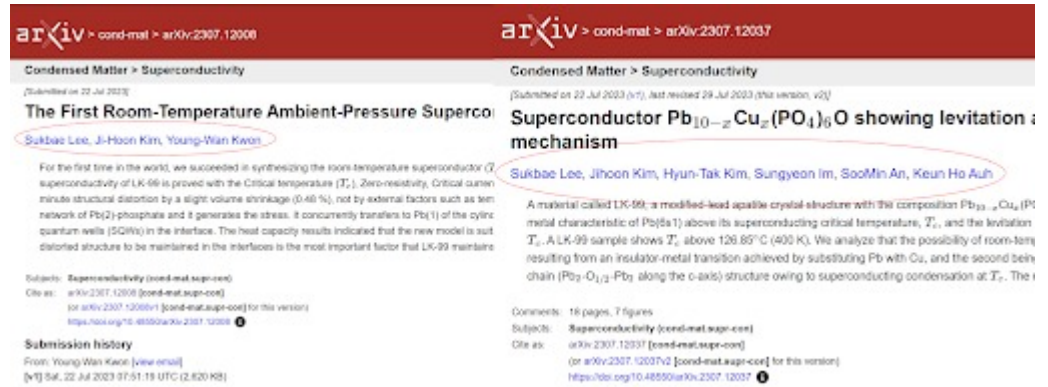 arXiv > cond-mat > arXiv:2307.12008
Condensed Matter > Superconductivity
[Submitted on 22 Jul 2023]
The First Room-Temperature Ambient-Pressure Superco
Sukbae Lee, Ji-Hoon Kim, Young-Wan Kwon
For the first time in the world, we succeeded in synthesizing the room-temperature superconductor (T
superconductivity of LK-99 is proved with the Critical temperature (Tc), Zero-resistivity, Critical curren
minute structural distortion by a slight volume shrinkage (0.48 %), not by external factors such as tem
network of Pb(2)-phosphate and it generates the stress. It concurrently transfers to Pb(1) of the cylind
quantum wells (SQWs) in the interface. The heat capacity results indicated that the new model is suit
distorted structure to be maintained in the interfaces is the most important factor that LK-99 maintaine
Subjects: Superconductivity (cond-mat.supr-con)
Cite as: arXiv:2307.12008 [cond-mat.supr-con]
(or arXiv:2307.12008v1 [cond-mat.supr-con] for this version)
https://doi.org/10.48550/arXiv.2307.12008
Submission history
From: Young-Wan Kwon [view email]
[v1] Sat, 22 Jul 2023 07:51:19 UTC (2,620 KB)
arXiv > cond-mat > arXiv:2307.12037
Condensed Matter > Superconductivity
[Submitted on 22 Jul 2023 (v1), last revised 29 Jul 2023 (this version, v2)]
Superconductor Pb₁₀₋ₓCuₓ(PO₄)₆O showing levitation a
mechanism
Sukbae Lee, Jihoon Kim, Hyun-Tak Kim, Sungyeon Im, SooMin An, Keun Ho Auh
A material called LK-99, a modified-lead apatite crystal structure with the composition Pb₁₀₋ₓCuₓ(PO
metal characteristic of Pb(6s1) above its superconducting critical temperature, Tc, and the levitation
Tc. A LK-99 sample shows Tc above 126.85°C (400 K). We analyze that the possibility of room-temp
resulting from an insulator-metal transition achieved by substituting Pb with Cu, and the second being
chain (Pb₂-O₁/₂-Pb₂ along the c-axis) structure owing to superconducting condensation at Tc. The
Comments: 18 pages, 7 figures
Subjects: Superconductivity (cond-mat.supr-con)
Cite as: arXiv:2307.12037 [cond-mat.supr-con]
(or arXiv:2307.12037v2 [cond-mat.supr-con] for this version)
https://doi.org/10.48550/arXiv.2307.12037